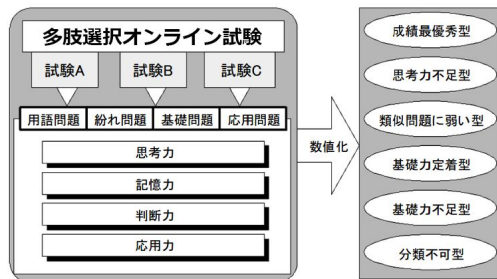 多肢選択オンライン試験
試験A 試験B 試験C
用語問題 紛れ問題 基礎問題 応用問題
思考力
記憶力
判断力
応用力
数値化
成績最優秀型
思考力不足型
類似問題に弱い型
基礎力定着型
基礎力不足型
分類不可型